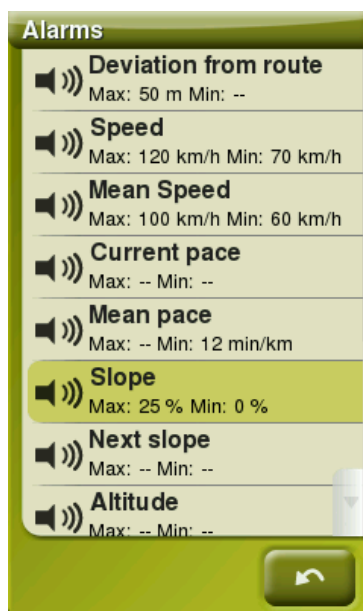 Alarms
Deviation from route
Max: 50 m Min: --
Speed
Max: 120 km/h Min: 70 km/h
Mean Speed
Max: 100 km/h Min: 60 km/h
Current pace
Max: -- Min: --
Mean pace
Max: -- Min: 12 min/km
Slope
Max: 25 % Min: 0 %
Next slope
Max: -- Min: --
Altitude
Max: -- Min: --